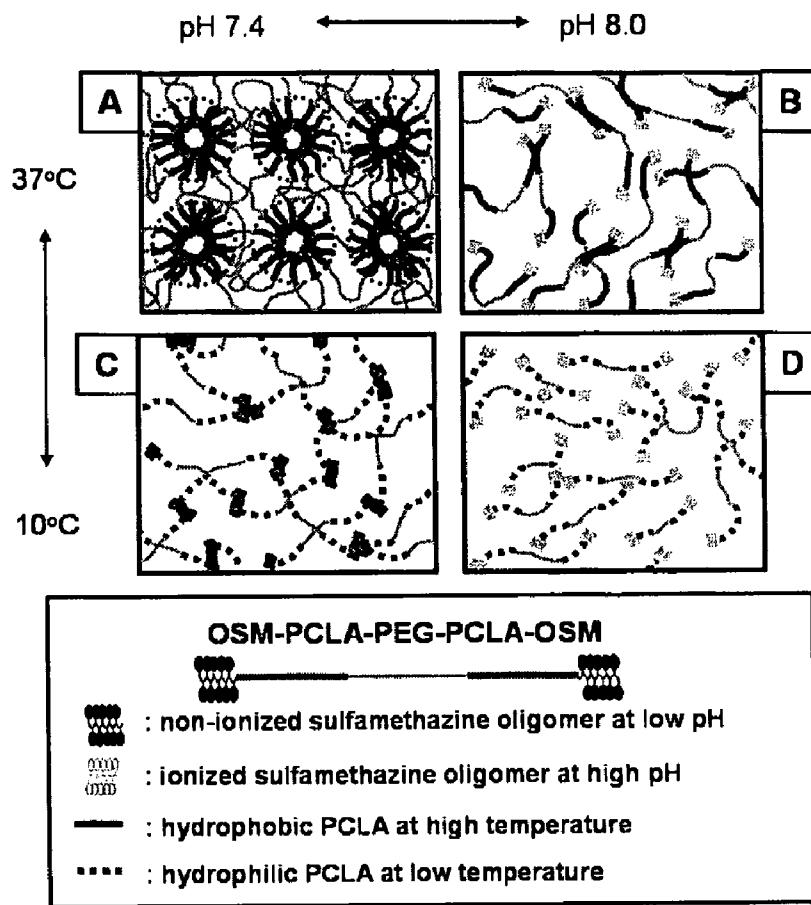 pH 7.4 pH 8.0
A B
37°C
C D
10°C
OSM-PCLA-PEG-PCLA-OSM
: non-ionized sulfamethazine oligomer at low pH
: ionized sulfamethazine oligomer at high pH
: hydrophobic PCLA at high temperature
: hydrophilic PCLA at low temperature